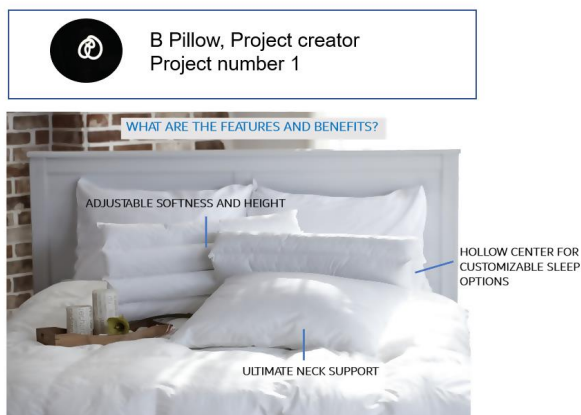 B Pillow, Project creator
Project number 1
WHAT ARE THE FEATURES AND BENEFITS?
ADJUSTABLE SOFTNESS AND HEIGHT
HOLLOW CENTER FOR
CUSTOMIZABLE SLEEP
OPTIONS
ULTIMATE NECK SUPPORT